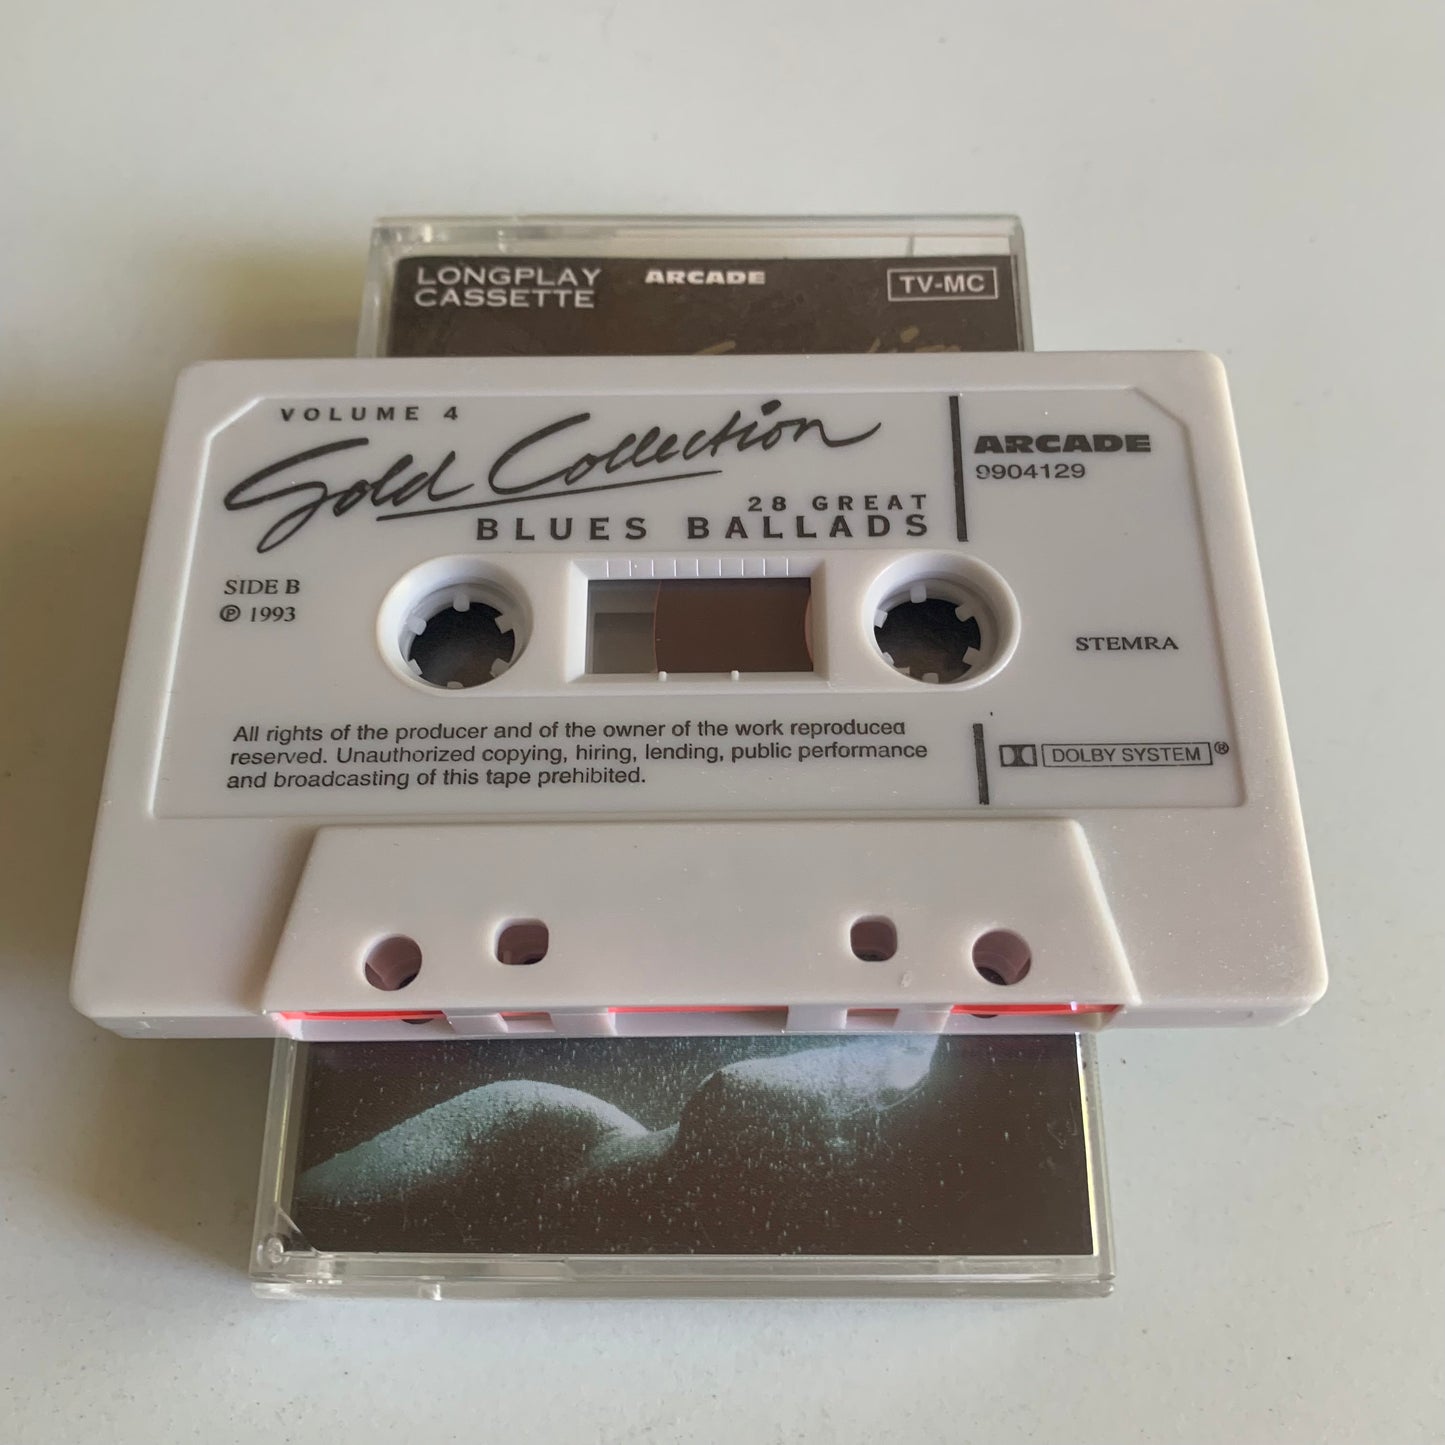 LONGPLAY
CASSETTE
ARCADE
TV-MC
VOLUME 4
Gold Collection
28 GREAT
BLUES BALLADS
ARCADE
9904129
SIDE B
℗ 1993
STEMRA
All rights of the producer and of the owner of the work reproduced
reserved. Unauthorized copying, hiring, lending, public performance
and broadcasting of this tape prehibited.
DOLBY SYSTEM®